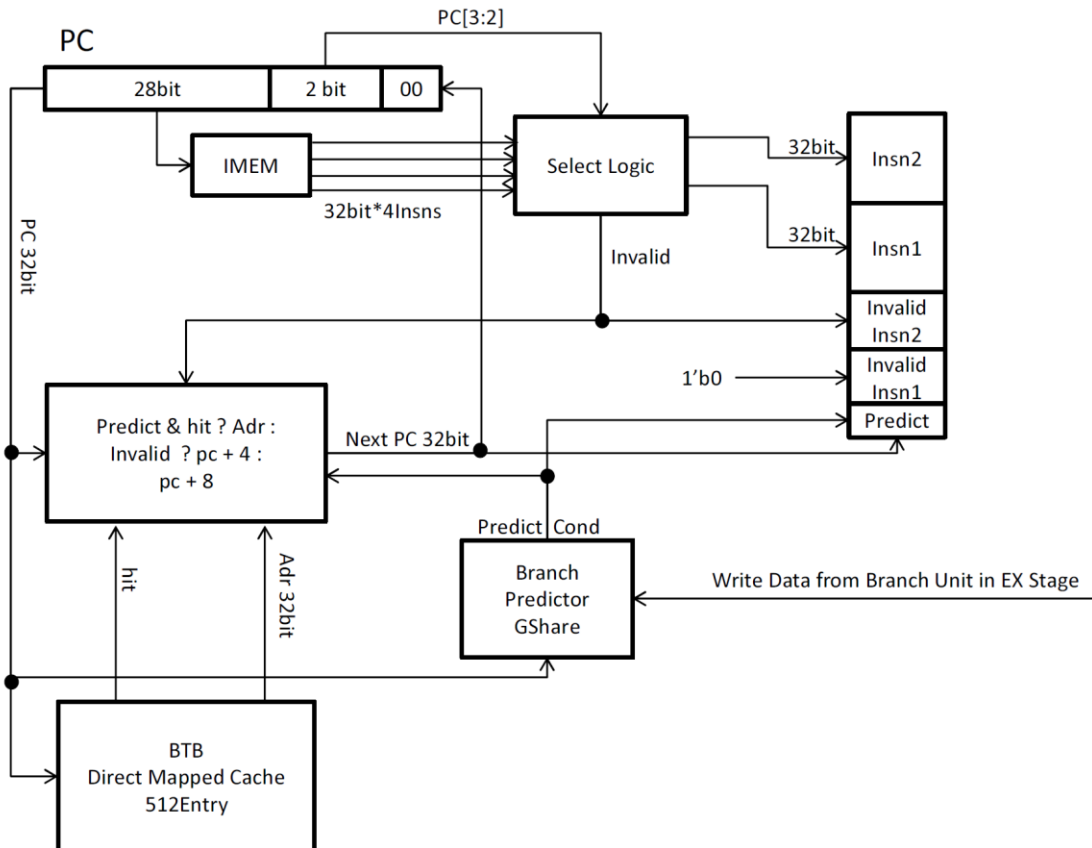 PC[3:2]
PC
28bit
2 bit
00
IMEM
32bit*4Insns
Select Logic
32bit
Insn2
32bit
Insn1
Invalid
Invalid
Insn2
1'b0
Invalid
Insn1
Predict
PC 32bit
Predict & hit ? Adr :
Invalid ? pc + 4 :
pc + 8
Next PC 32bit
Predict Cond
hit
Adr 32bit
Branch
Predictor
GShare
Write Data from Branch Unit in EX Stage
BTB
Direct Mapped Cache
512Entry